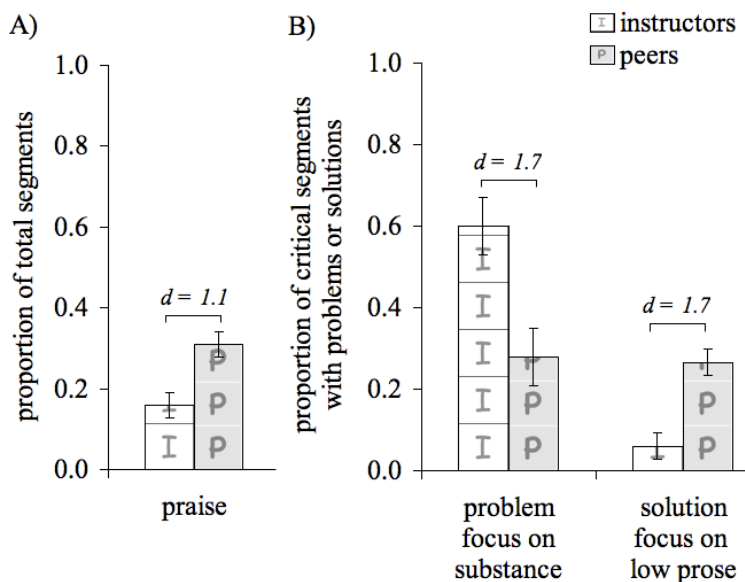 A)
B)
I instructors
P peers
proportion of total segments
1.0
0.8
0.6
0.4
0.2
0.0
d = 1.1
I
I
P
P
P
praise
proportion of critical segments
with problems or solutions
1.0
0.8
0.6
0.4
0.2
0.0
d = 1.7
I
I
I
I
I
P
P
P
d = 1.7
I
P
P
P
problem
focus on
substance
solution
focus on
low prose